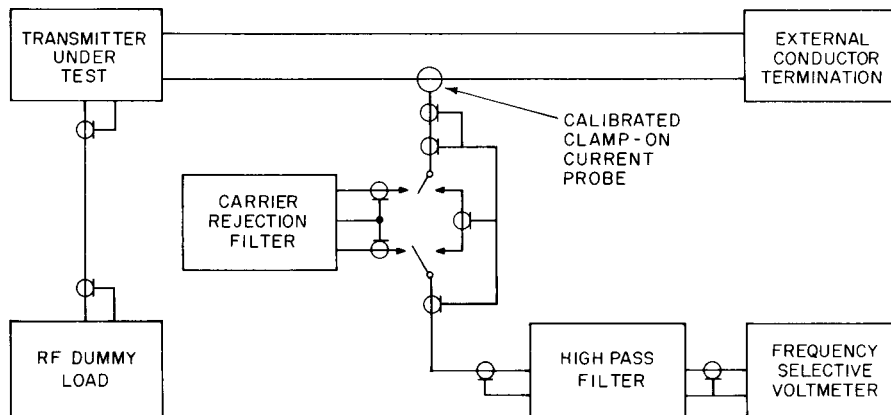 TRANSMITTER
UNDER
TEST
EXTERNAL
CONDUCTOR
TERMINATION
CALIBRATED
CLAMP-ON
CURRENT
PROBE
CARRIER
REJECTION
FILTER
RF DUMMY
LOAD
HIGH PASS
FILTER
FREQUENCY
SELECTIVE
VOLTMETER